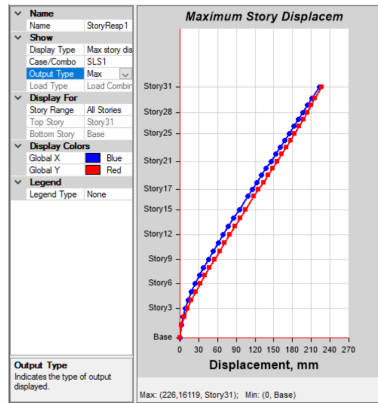 Name
Name StoryResp1
Show
Display Type Max story dis
Case/Combo SLS1
Output Type Max
Load Type Load Combin
Display For
Story Range All Stories
Top Story Story31
Bottom Story Base
Display Colors
Global X Blue
Global Y Red
Legend
Legend Type None
Output Type
Indicates the type of output
displayed.
Maximum Story Displacem
Story31
Story28
Story25
Story21
Story17
Story15
Story12
Story9
Story6
Story3
Base
0 30 60 90 120 150 180 210 240 270
Displacement, mm
Max: (226,16119, Story31); Min: (0, Base)